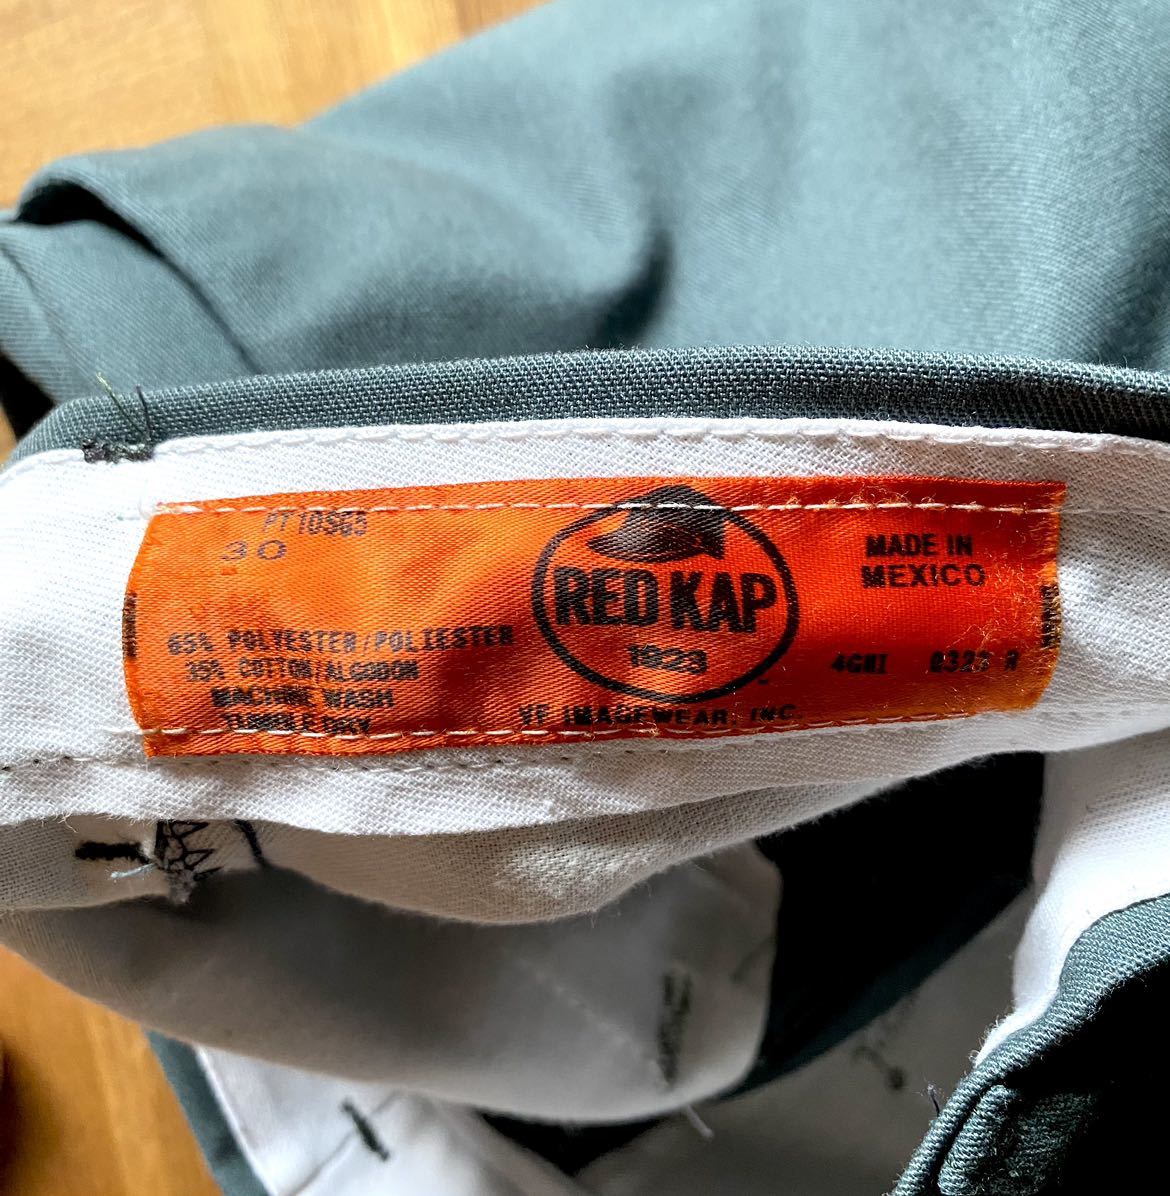 PT10SG5
30
65% POLYESTER/POLIESTER
35% COTTON/ALGODON
MACHINE WASH
TUMBLE DRY
RED KAP
1923
VF IMAGEWEAR, INC.
MADE IN
MEXICO
0323 R